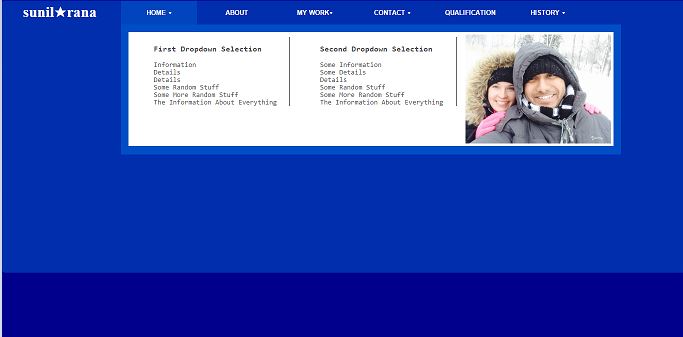 sunil★rana
HOME ▾ ABOUT MY WORK▾ CONTACT ▾ QUALIFICATION HISTORY ▾
First Dropdown Selection
Information
Details
Details
Some Random Stuff
Some More Random Stuff
The Information About Everything
Second Dropdown Selection
Some Information
Some Details
Details
Some Random Stuff
Some More Random Stuff
The Information About Everything